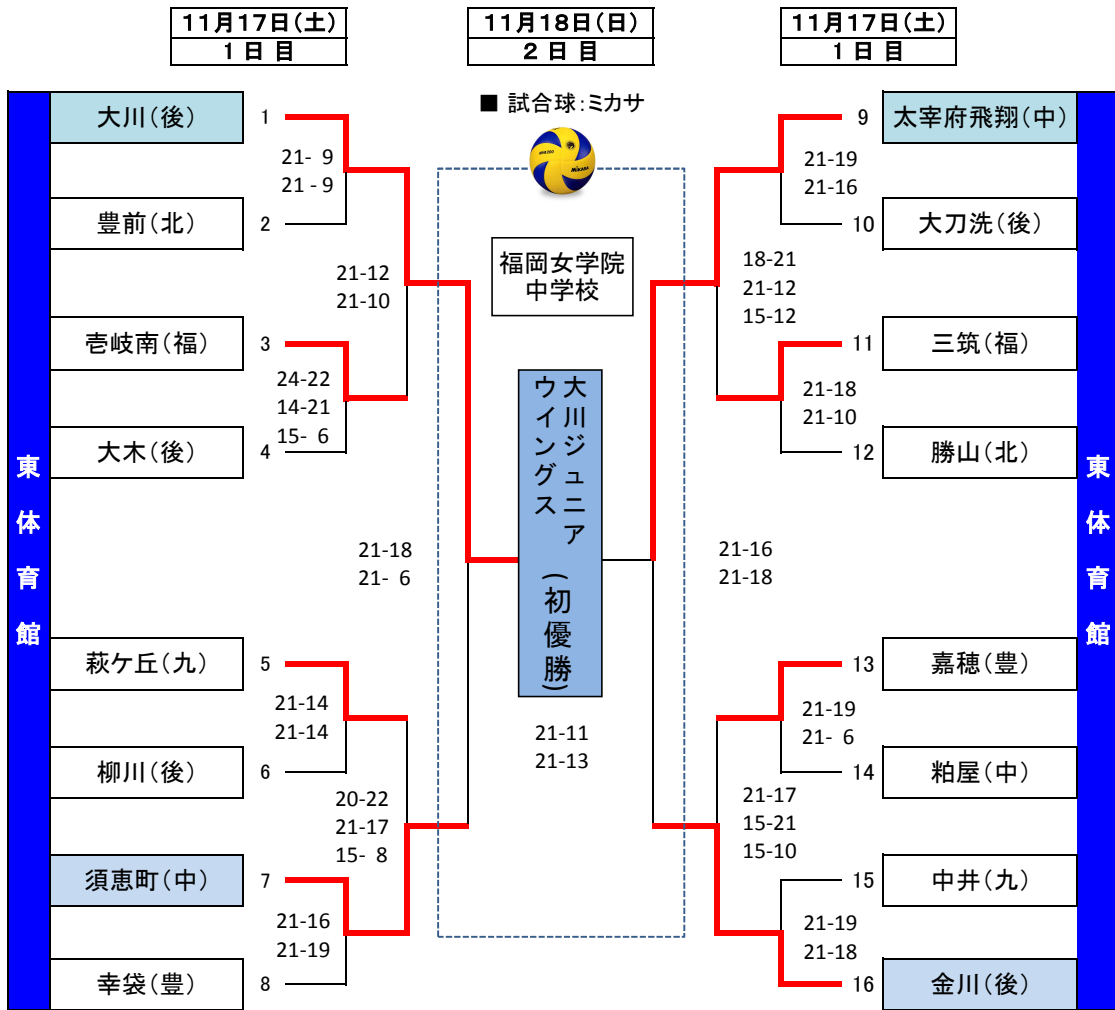 11月17日(土)
1 日 目
11月18日(日)
2 日 目
11月17日(土)
1 日 目
■ 試合球:ミカサ
東体育館
大川(後)
1
21- 9
21 - 9
豊前(北)
2
21-12
21-10
壱岐南(福)
3
24-22
14-21
15- 6
大木(後)
4
21-18
21- 6
萩ケ丘(九)
5
21-14
21-14
柳川(後)
6
20-22
21-17
15- 8
須恵町(中)
7
21-16
21-19
幸袋(豊)
8
福岡女学院
中学校
大川ジュニア
ウイングス
(初優勝)
21-11
21-13
9
太宰府飛翔(中)
21-19
21-16
10
大刀洗(後)
18-21
21-12
15-12
11
三筑(福)
21-18
21-10
12
勝山(北)
21-16
21-18
13
嘉穂(豊)
21-19
21- 6
14
粕屋(中)
21-17
15-21
15-10
15
中井(九)
21-19
21-18
16
金川(後)
東体育館